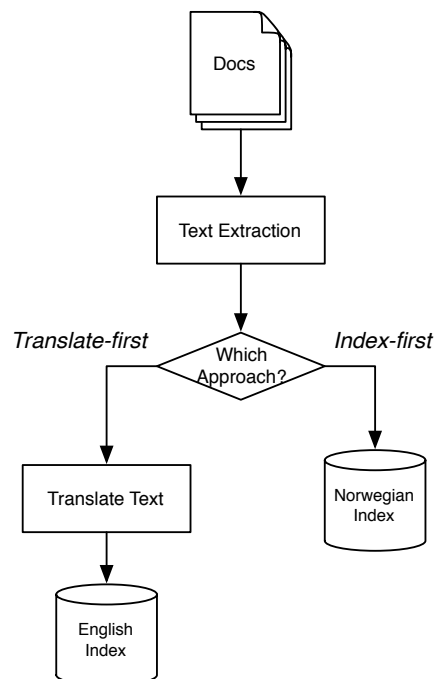 Docs
Text Extraction
Translate-first
Index-first
Which
Approach?
Translate Text
Norwegian
Index
English
Index